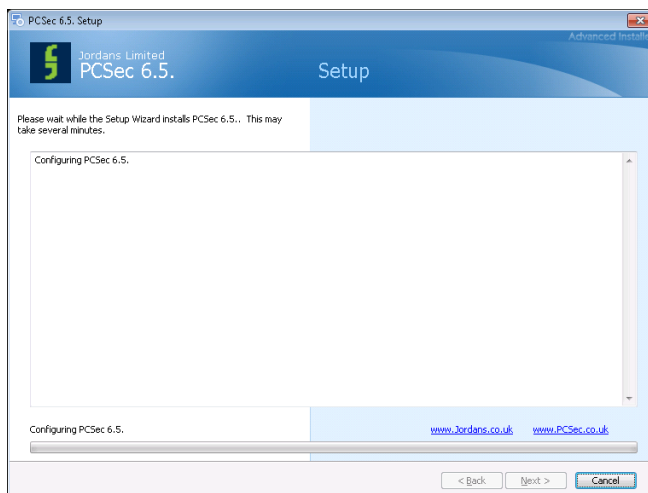 PCSec 6.5. Setup
Advanced Installe
Jordans Limited
PCSec 6.5.
Setup
Please wait while the Setup Wizard installs PCSec 6.5.. This may
take several minutes.
Configuring PCSec 6.5.
Configuring PCSec 6.5.
www.Jordans.co.uk www.PCSec.co.uk
< Back Next > Cancel